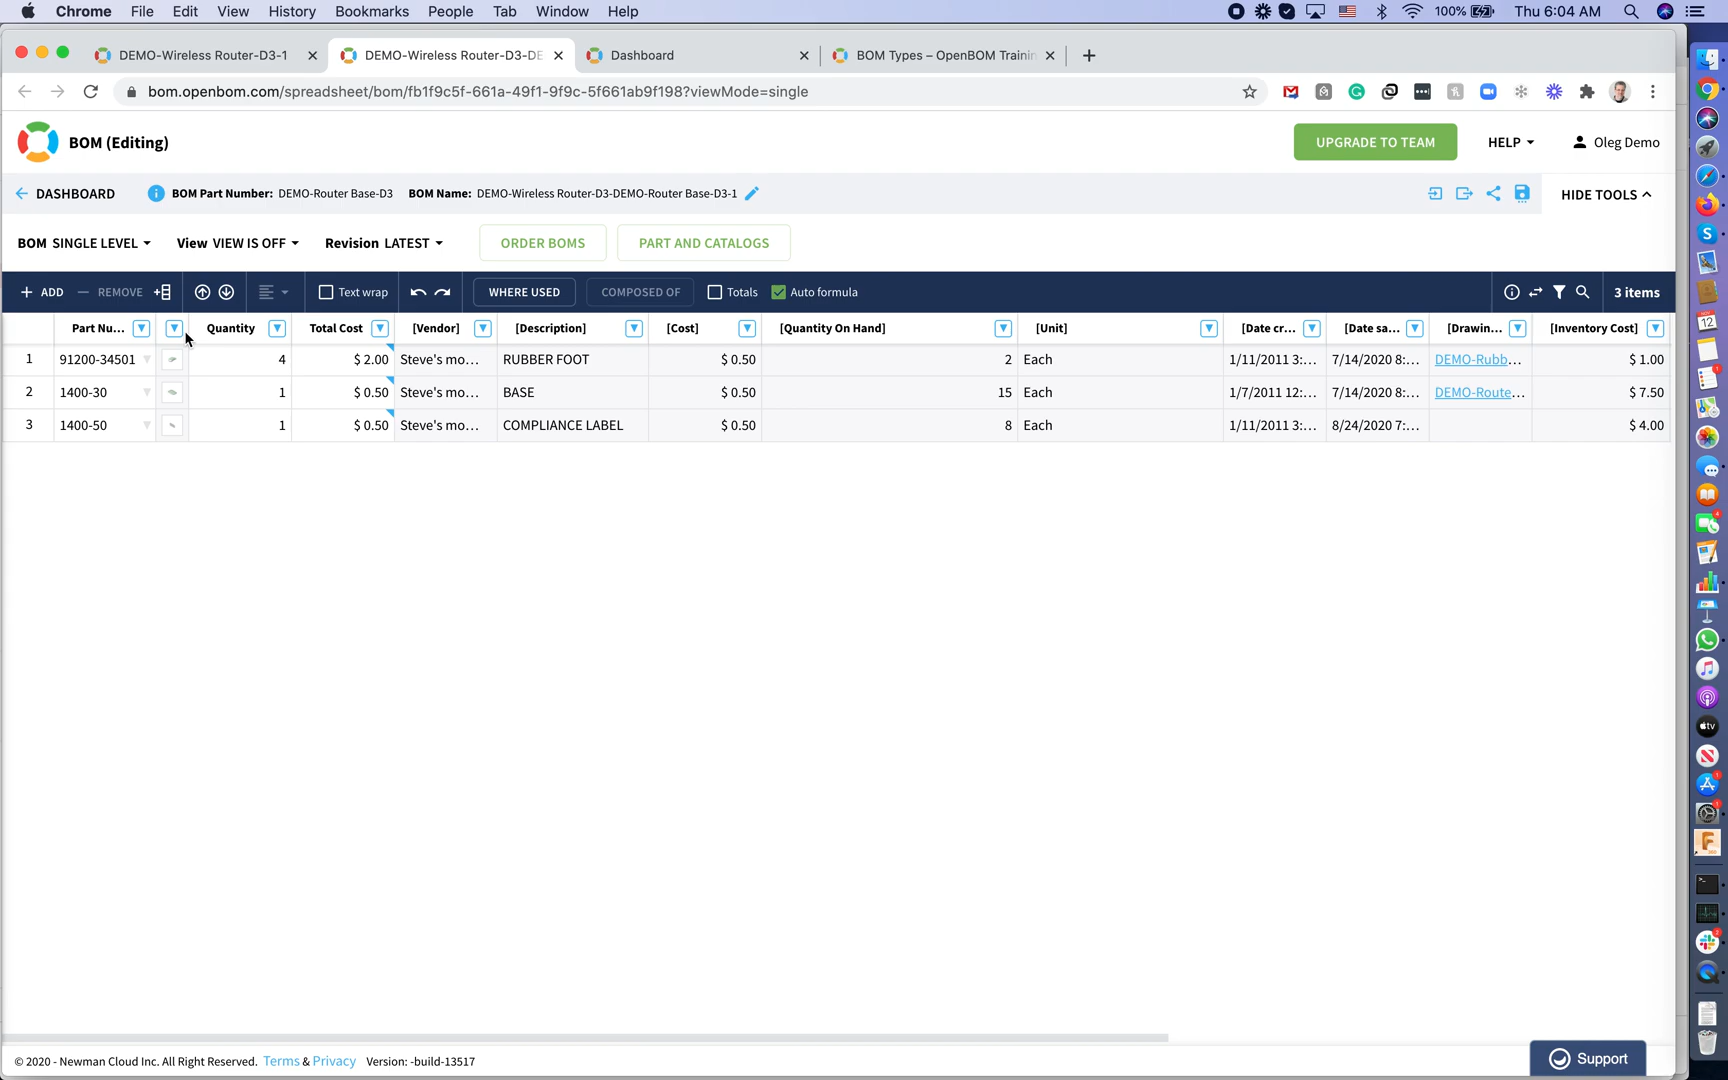 Chrome File Edit View History Bookmarks People Tab Window Help 100% Thu 6:04 AM
DEMO-Wireless Router-D3-1 DEMO-Wireless Router-D3-DE Dashboard BOM Types – OpenBOM Trainin
bom.openbom.com/spreadsheet/bom/fb1f9c5f-661a-49f1-9f9c-5f661ab9f198?viewMode=single
BOM (Editing) UPGRADE TO TEAM HELP Oleg Demo
DASHBOARD BOM Part Number: DEMO-Router Base-D3 BOM Name: DEMO-Wireless Router-D3-DEMO-Router Base-D3-1 HIDE TOOLS
BOM SINGLE LEVEL View VIEW IS OFF Revision LATEST ORDER BOMS PART AND CATALOGS
ADD REMOVE Text wrap WHERE USED COMPOSED OF Totals Auto formula 3 items
Part Nu... Quantity Total Cost [Vendor] [Description] [Cost] [Quantity On Hand] [Unit] [Date cr... [Date sa... [Drawin... [Inventory Cost]
1 91200-34501 4 $ 2.00 Steve's mo... RUBBER FOOT $ 0.50 2 Each 1/11/2011 3:... 7/14/2020 8:... DEMO-Rubb... $ 1.00
2 1400-30 1 $ 0.50 Steve's mo... BASE $ 0.50 15 Each 1/7/2011 12:... 7/14/2020 8:... DEMO-Route... $ 7.50
3 1400-50 1 $ 0.50 Steve's mo... COMPLIANCE LABEL $ 0.50 8 Each 1/11/2011 3:... 8/24/2020 7:... $ 4.00
© 2020 - Newman Cloud Inc. All Right Reserved. Terms & Privacy Version: -build-13517
Support